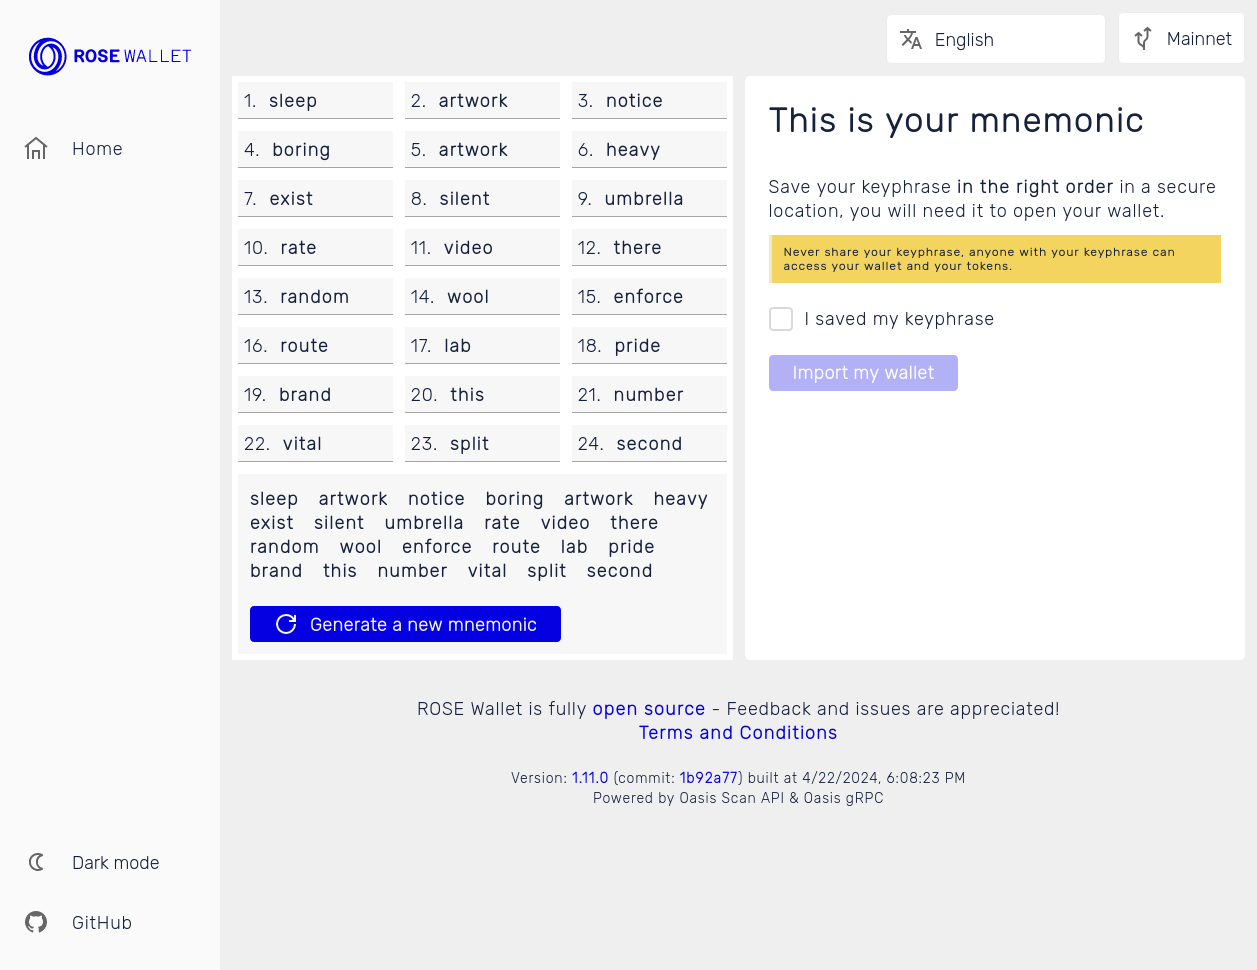 ROSE WALLET
English
Mainnet
Home
1. sleep
2. artwork
3. notice
4. boring
5. artwork
6. heavy
7. exist
8. silent
9. umbrella
10. rate
11. video
12. there
13. random
14. wool
15. enforce
16. route
17. lab
18. pride
19. brand
20. this
21. number
22. vital
23. split
24. second
sleep artwork notice boring artwork heavy
exist silent umbrella rate video there
random wool enforce route lab pride
brand this number vital split second
Generate a new mnemonic
This is your mnemonic
Save your keyphrase in the right order in a secure
location, you will need it to open your wallet.
Never share your keyphrase, anyone with your keyphrase can
access your wallet and your tokens.
I saved my keyphrase
Import my wallet
ROSE Wallet is fully open source - Feedback and issues are appreciated!
Terms and Conditions
Version: 1.11.0 (commit: 1b92a77) built at 4/22/2024, 6:08:23 PM
Powered by Oasis Scan API & Oasis gRPC
Dark mode
GitHub